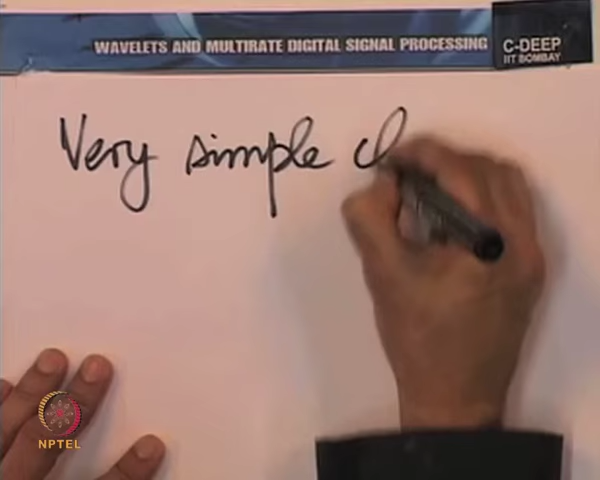 WAVELETS AND MULTIRATE DIGITAL SIGNAL PROCESSING
C-DEEP
IIT BOMBAY
Very simple
NPTEL